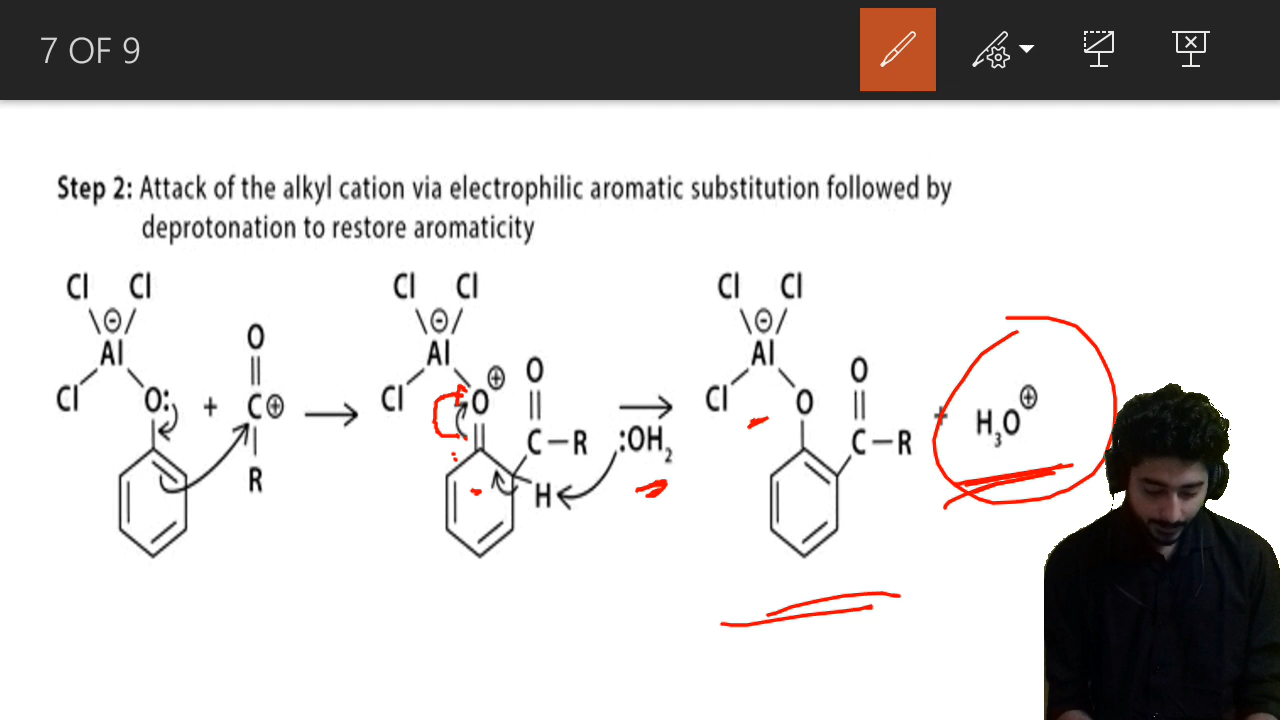 7 OF 9
Step 2: Attack of the alkyl cation via electrophilic aromatic substitution followed by
deprotonation to restore aromaticity
Cl Cl Cl Cl Cl Cl
⊖ ⊖ ⊖
Al O Al ⊕ O Al O
Cl O: + C⊕ Cl O Cl O + H₃O⊕
C–R :OH₂ C–R
R H